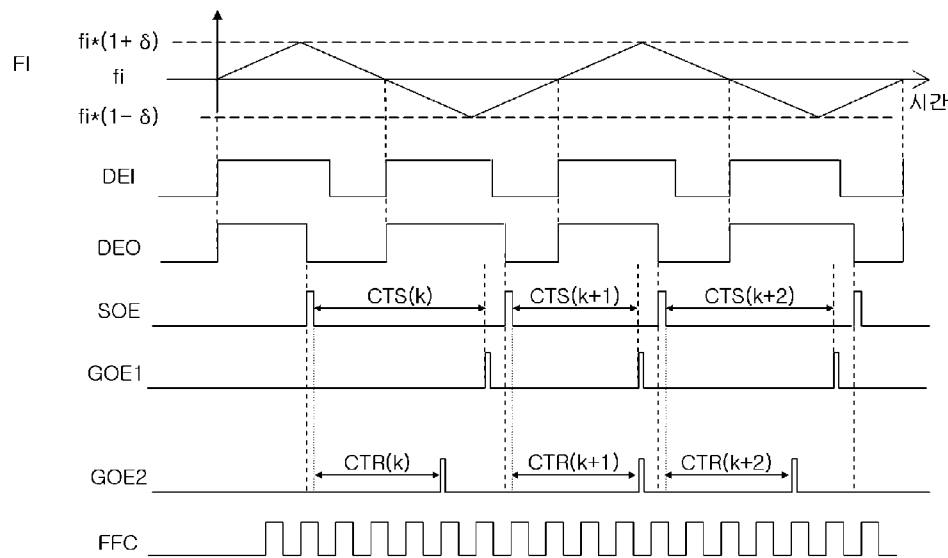 fi*(1+ δ)
FI
fi
fi*(1- δ)
시간
DEI
DEO
CTS(k)
CTS(k+1)
CTS(k+2)
SOE
GOE1
CTR(k)
CTR(k+1)
CTR(k+2)
GOE2
FFC